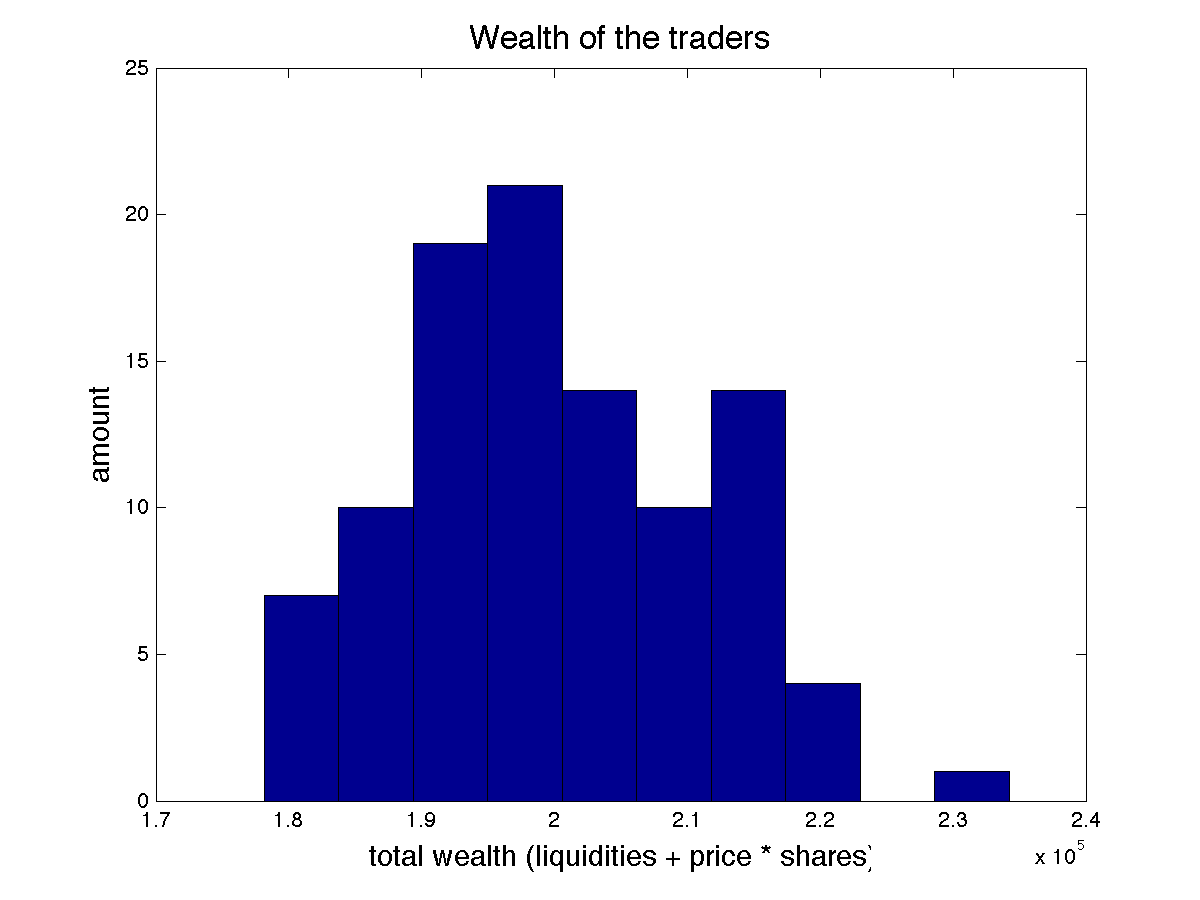 Wealth of the traders
25
20
15
10
5
0
amount
1.7 1.8 1.9 2 2.1 2.2 2.3 2.4
x 10^5
total wealth (liquidities + price * shares)